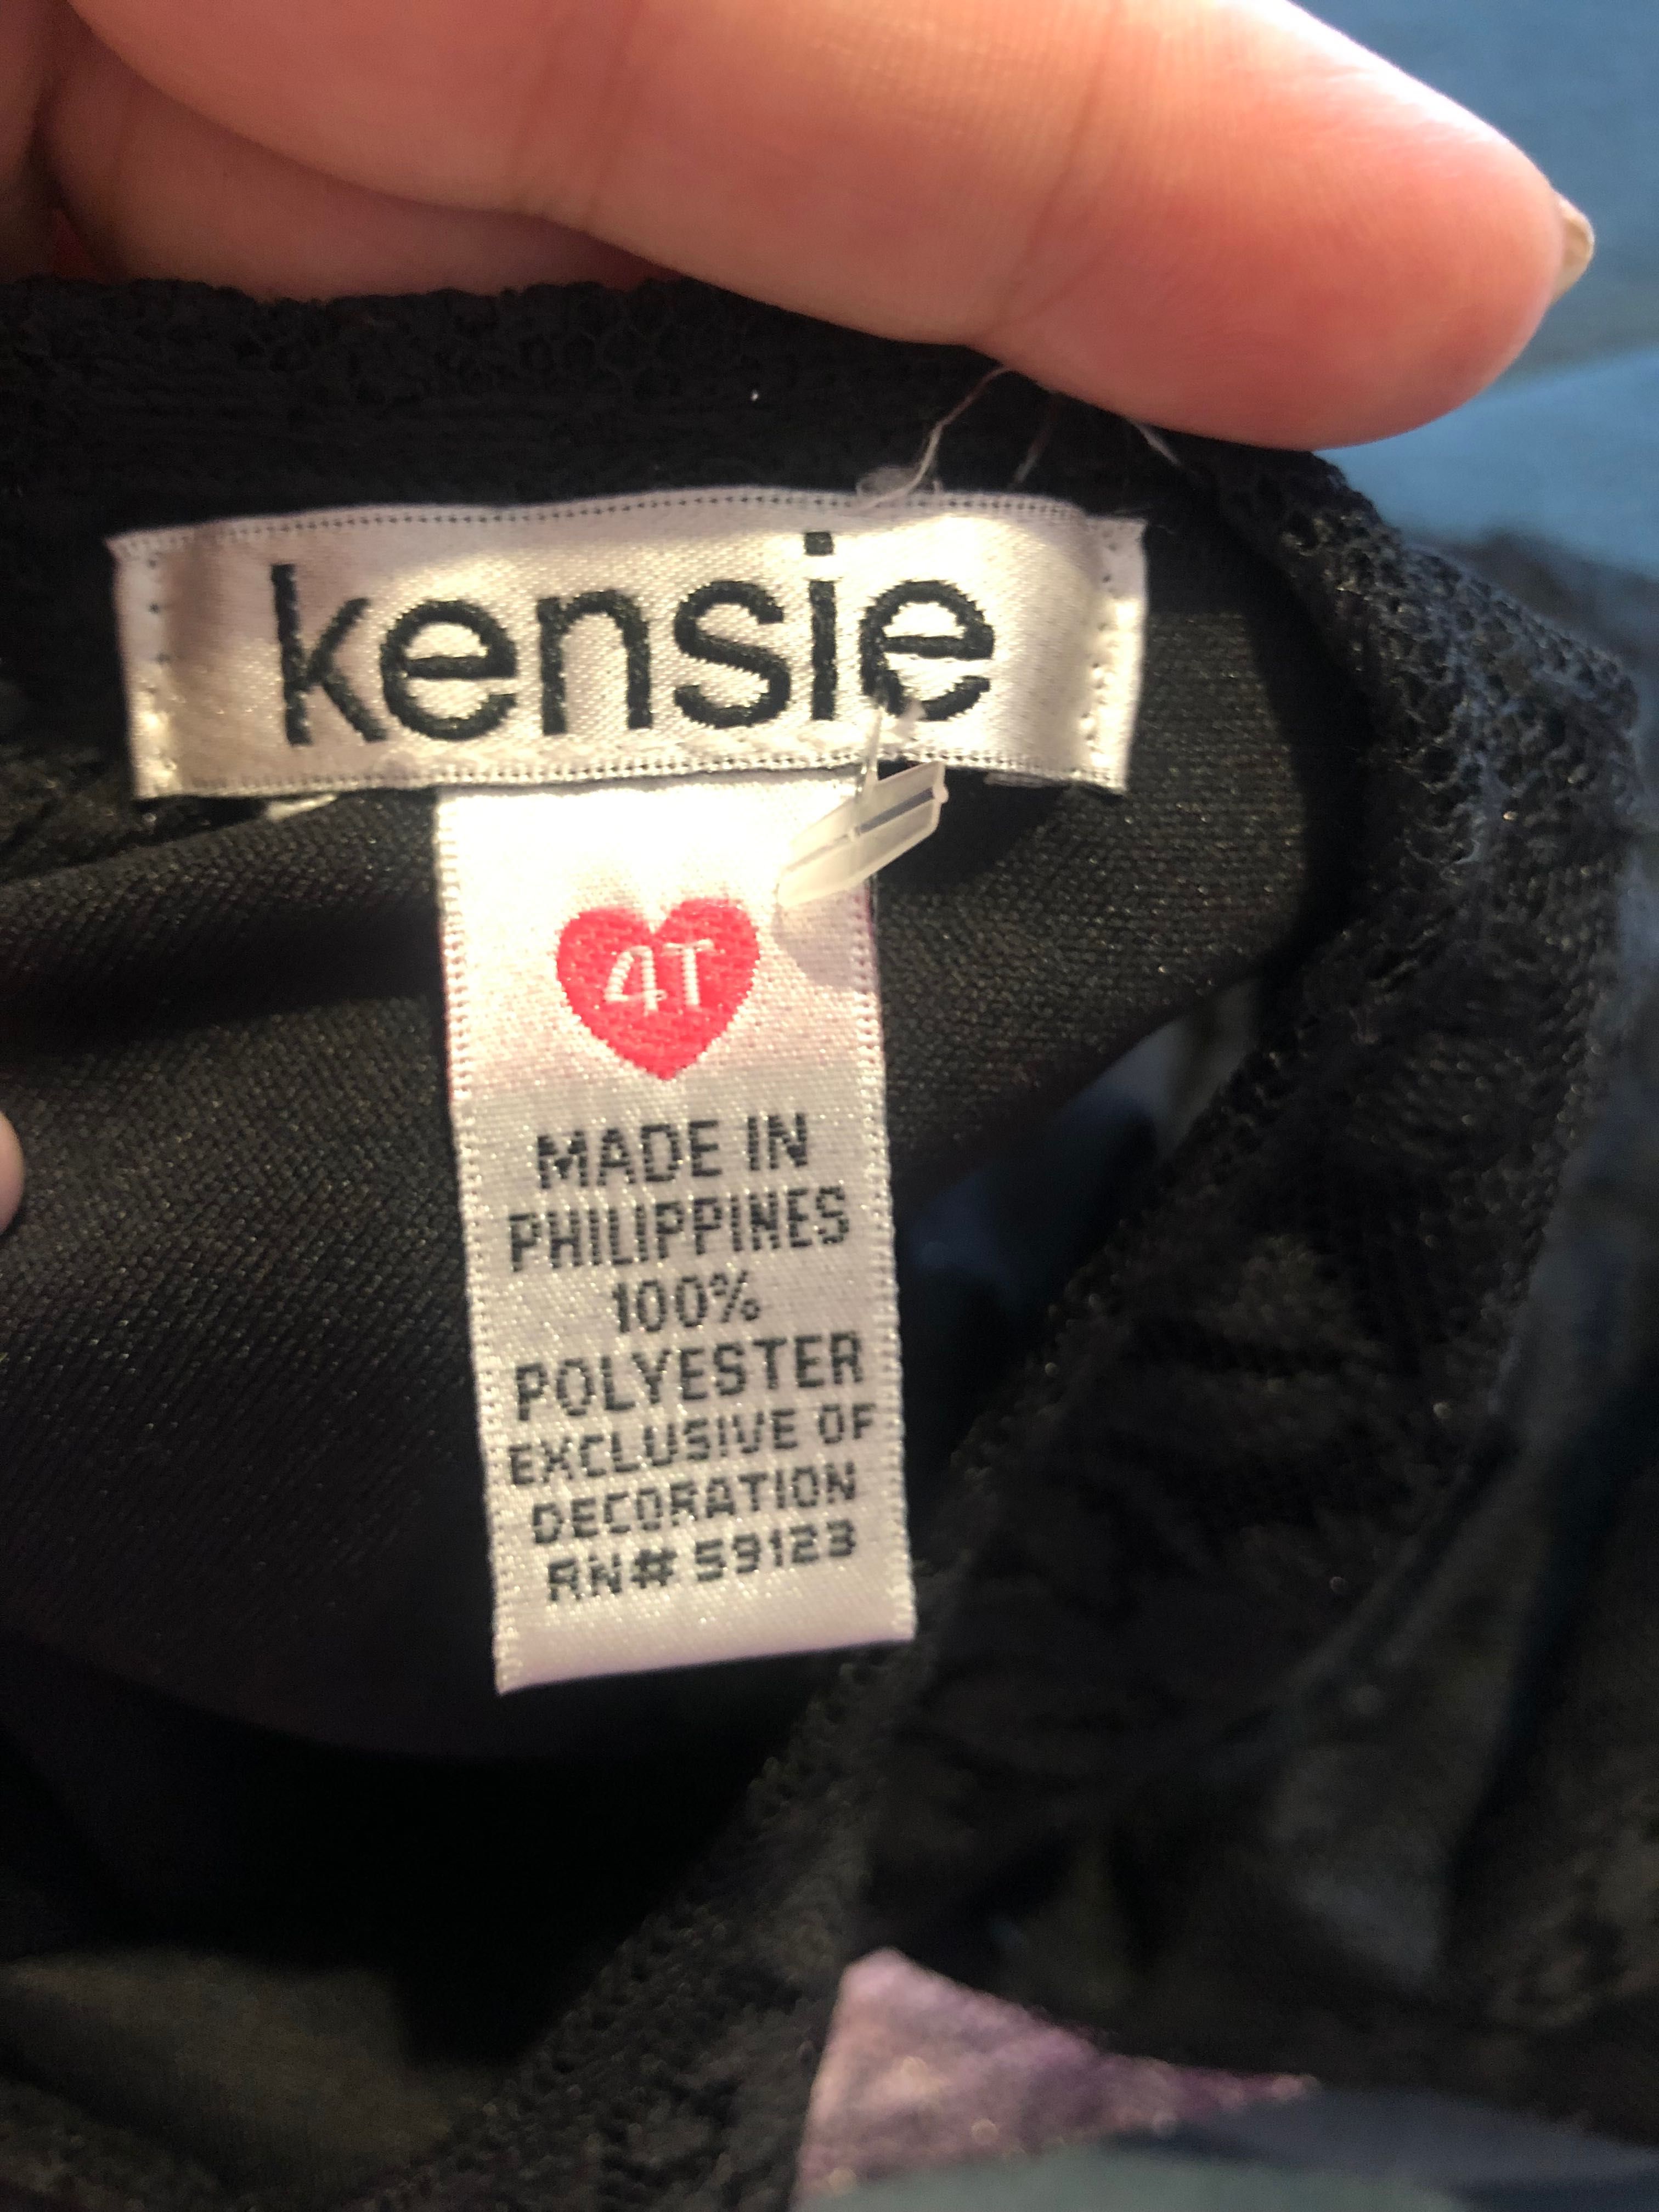 kensie
4T
MADE IN
PHILIPPINES
100%
POLYESTER
EXCLUSIVE OF
DECORATION
RN# 59123